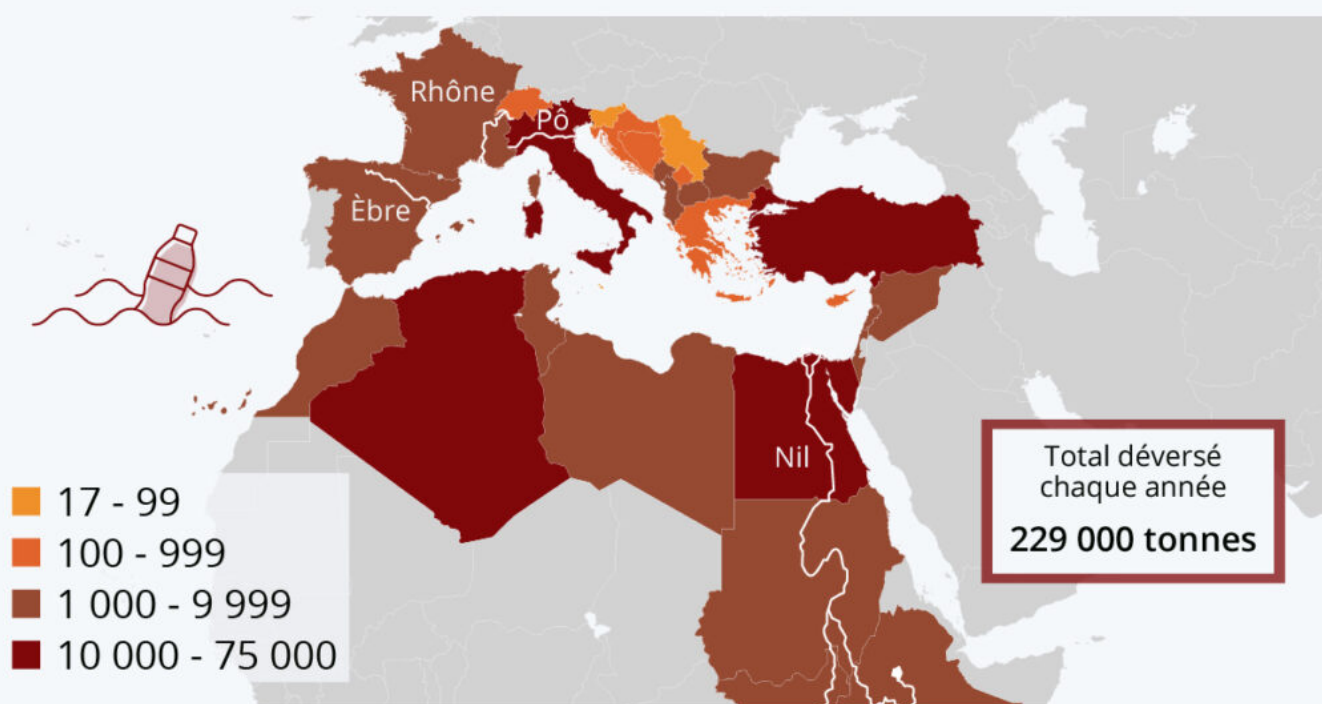 Rhône
Pô
Èbre
Nil
17 - 99
100 - 999
1 000 - 9 999
10 000 - 75 000
Total déversé
chaque année
229 000 tonnes